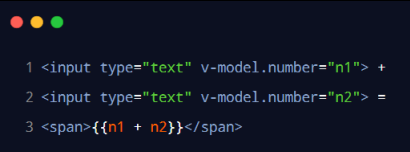 1 <input type="text" v-model.number="n1"> +
2 <input type="text" v-model.number="n2"> =
3 <span>{{n1 + n2}}</span>